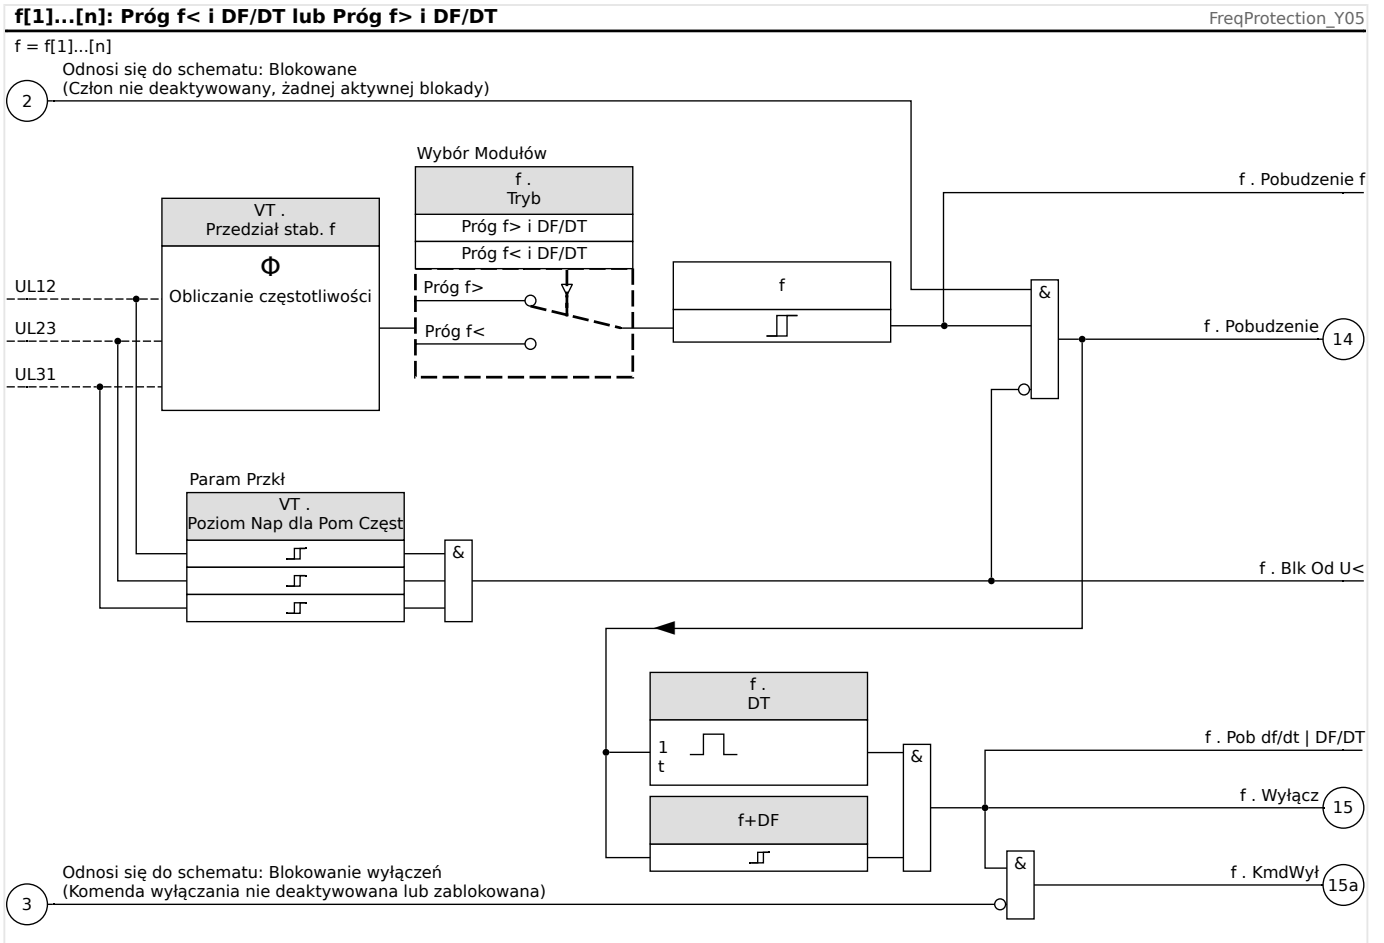 f[1]...[n]: Próg f< i DF/DT lub Próg f> i DF/DT
FreqProtection_Y05
f = f[1]...[n]
Odnosi się do schematu: Blokowane
(Człon nie deaktywowany, żadnej aktywnej blokady)
2
Wybór Modułów
f .
Tryb
Próg f> i DF/DT
Próg f< i DF/DT
Próg f>
Próg f<
VT .
Przedział stab. f
Φ
Obliczanie częstotliwości
UL12
UL23
UL31
f
&
f . Pobudzenie f
f . Pobudzenie
14
Param Przkł
VT .
Poziom Nap dla Pom Częst
&
f . Blk Od U<
f .
DT
1
t
f+DF
&
f . Pob df/dt | DF/DT
f . Wyłącz
15
Odnosi się do schematu: Blokowanie wyłączeń
(Komenda wyłączania nie deaktywowana lub zablokowana)
3
&
f . KmdWył
15a